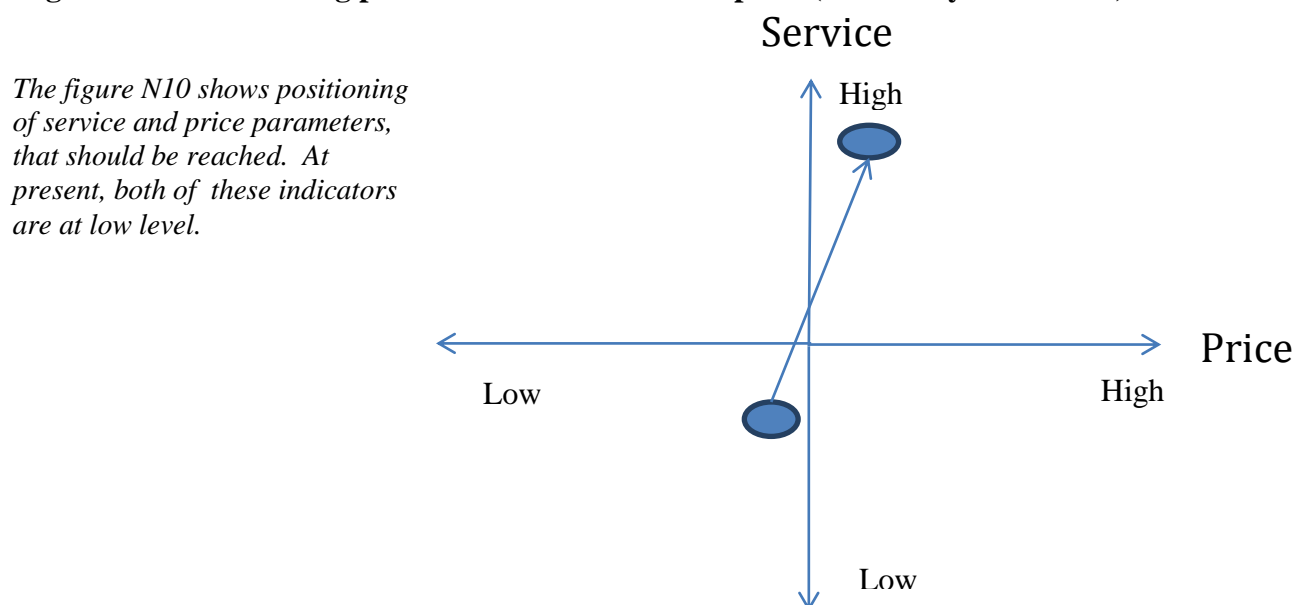 Service
The figure N10 shows positioning
of service and price parameters,
that should be reached. At
present, both of these indicators
are at low level.
High
Price
Low
High
Low